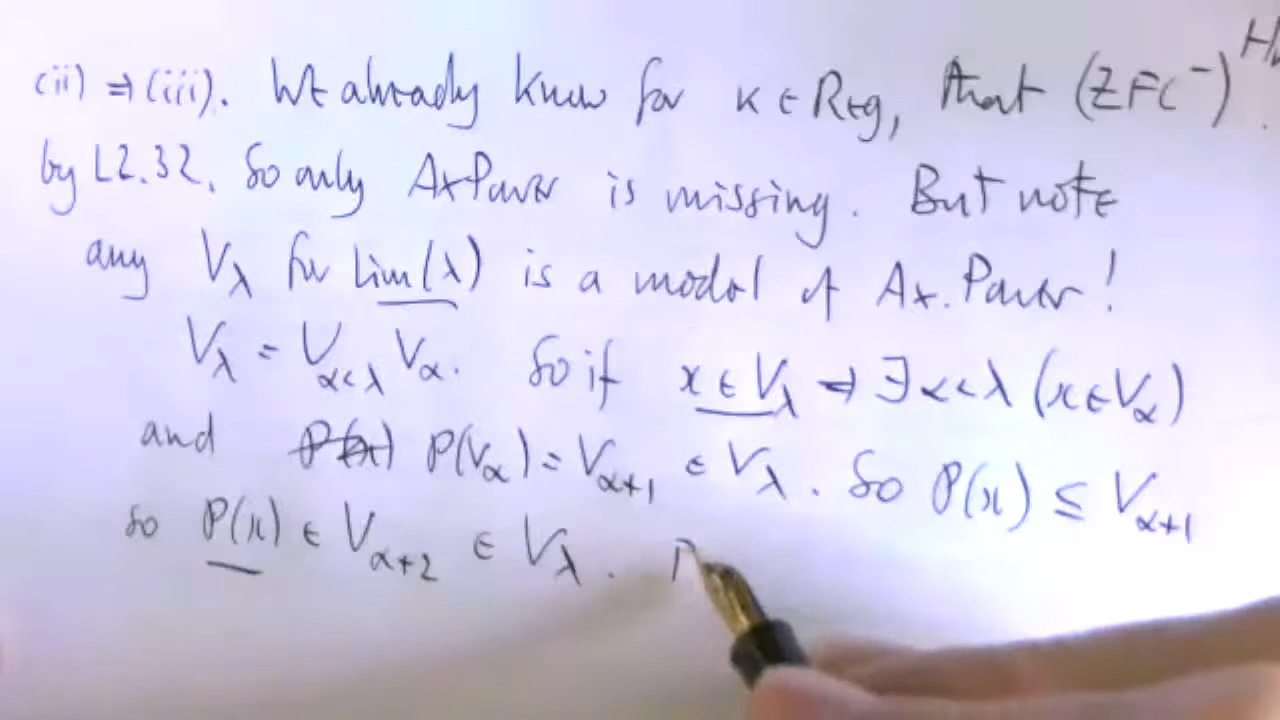 (ii) ⇒ (iii). We already know for κ ∈ Reg, that (ZFC⁻)^H
by L2.32. So only AxPower is missing. But note
any V_λ for Lim(λ) is a model of Ax.Power!
V_λ = ⋃_{α<λ} V_α. So if x ∈ V_λ ⇒ ∃α<λ (x ∈ V_α)
and P(V_α) = V_{α+1} ∈ V_λ. So P(x) ⊆ V_{α+1}
so P(x) ∈ V_{α+2} ∈ V_λ.